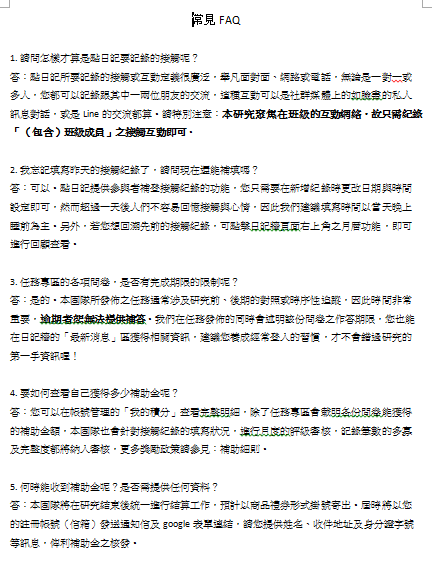 常見 FAQ
1. 請問怎樣才算是點日記要記錄的接觸呢？
答：點日記所要記錄的接觸或互動定義很廣泛，舉凡面對面、網路或電話，無論是一對一或
多人，您都可以記錄跟其中一兩位朋友的交流，這種互動可以是社群媒體上的如臉書的私人
訊息對話，或是 Line 的交流都算。請特別注意：本研究聚焦在班級的互動網絡，故只需紀錄
「（包含）班級成員」之接觸互動即可。
2. 我忘記填寫昨天的接觸紀錄了，請問現在還能補填嗎？
答：可以。點日記提供參與者補登接觸紀錄的功能，您只需要在新增紀錄時更改日期與時間
設定即可，然而超過一天後人們不容易回憶接觸與心情，因此我們建議填寫時間以當天晚上
睡前為主。另外，若您想回溯先前的接觸紀錄，可點擊日記牆頁面右上角之月曆功能，即可
進行回顧查看。
3. 任務專區的各項問卷，是否有完成期限的限制呢？
答：是的。本團隊所發佈之任務通常涉及研究前、後期的對照或時序性追蹤，因此時間非常
重要，逾期者恕無法提供補答。我們在任務發佈的同時會述明該份問卷之作答期限，您也能
在日記牆的「最新消息」區獲得相關資訊，建議您養成經常登入的習慣，才不會錯過研究的
第一手資訊喔！
4. 要如何查看自己獲得多少補助金呢？
答：您可以在帳號管理的「我的積分」查看完整明細，除了任務專區會載明各份問卷能獲得
的補助金額，本團隊也會針對接觸紀錄的填寫狀況，進行月度的評級審核，記錄筆數的多寡
及完整度都將納入審核，更多獎勵政策請參見：補助細則。
5. 何時能收到補助金呢？是否需提供任何資料？
答：本團隊將在研究結束後統一進行結算工作，預計以商品禮券形式掛號寄出。屆時將以您
的註冊帳號（信箱）發送通知信及 google 表單連結，請您提供姓名、收件地址及身分證字號
等訊息，俾利補助金之核發。